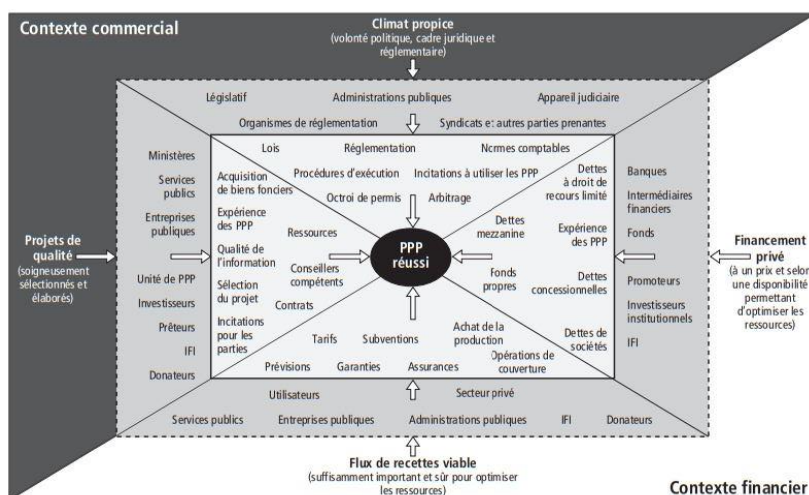 Contexte commercial
Climat propice
(volonté politique, cadre juridique et
réglementaire)
Législatif
Administrations publiques
Appareil judiciaire
Organismes de réglementation
Syndicats et autres parties prenantes
Lois
Réglementation
Normes comptables
Procédures d'exécution
Incitations à utiliser les PPP
Octroi de permis
Arbitrage
Projets de
qualité
(soigneusement
sélectionnés et
élaborés)
Ministères
Services
publics
Entreprises
publiques
Unité de PPP
Investisseurs
Prêteurs
IFI
Donateurs
Acquisition
de biens fonciers
Expérience
des PPP
Qualité de
l'information
Sélection
du projet
Incitations
pour les
parties
Ressources
Conseillers
compétents
Contrats
PPP
réussi
Dettes
mezzanine
Fonds
propres
Dettes
à droit de
recours limité
Expérience
des PPP
Dettes
concessionnelles
Dettes de
sociétés
Banques
Intermédiaires
financiers
Fonds
Promoteurs
Investisseurs
institutionnels
IFI
Financement
privé
(à un prix et selon
une disponibilité
permettant
d'optimiser les
ressources)
Tarifs
Subventions
Achat de la
production
Prévisions
Garanties
Assurances
Opérations de
couverture
Utilisateurs
Secteur privé
Services publics
Entreprises publiques
Administrations publiques
IFI
Donateurs
Flux de recettes viable
(suffisamment important et sûr pour optimiser
les ressources)
Contexte financier